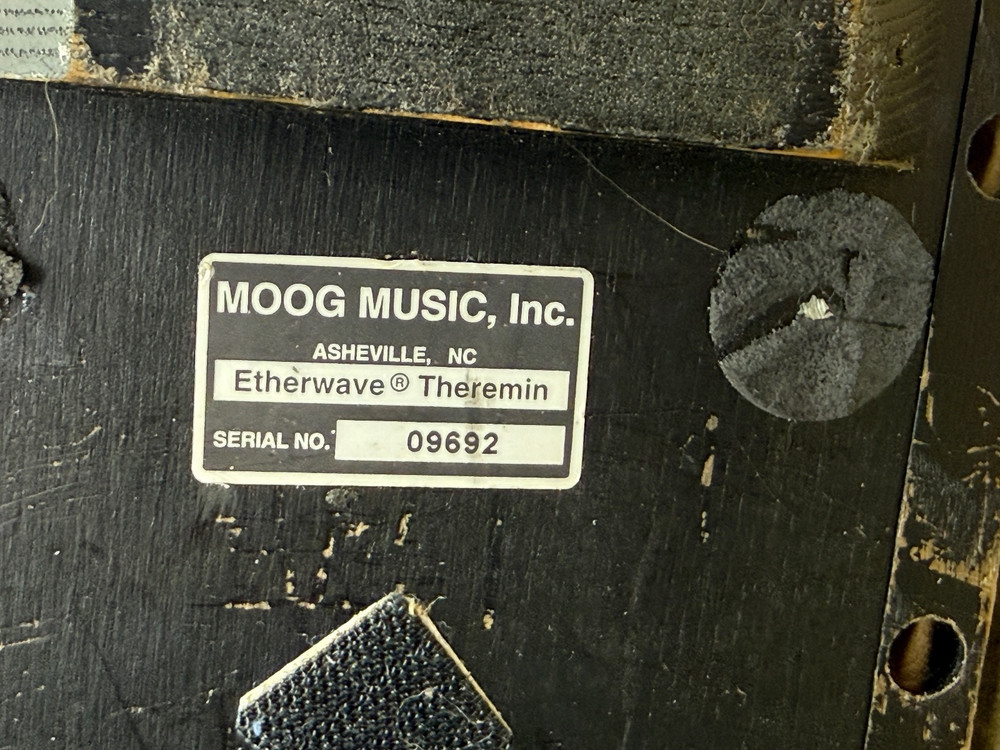 MOOG MUSIC, Inc.
ASHEVILLE, NC
Etherwave® Theremin
SERIAL NO. 09692